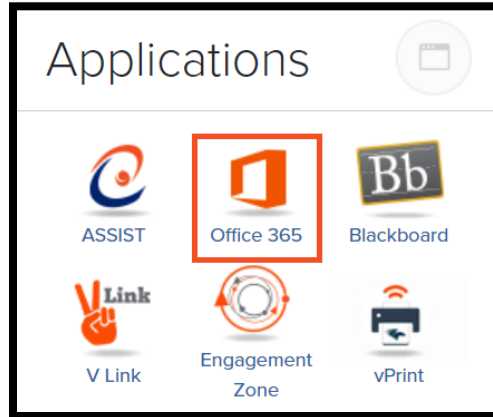 Applications
ASSIST
Office 365
Bb
Blackboard
Link
V Link
Engagement
Zone
vPrint